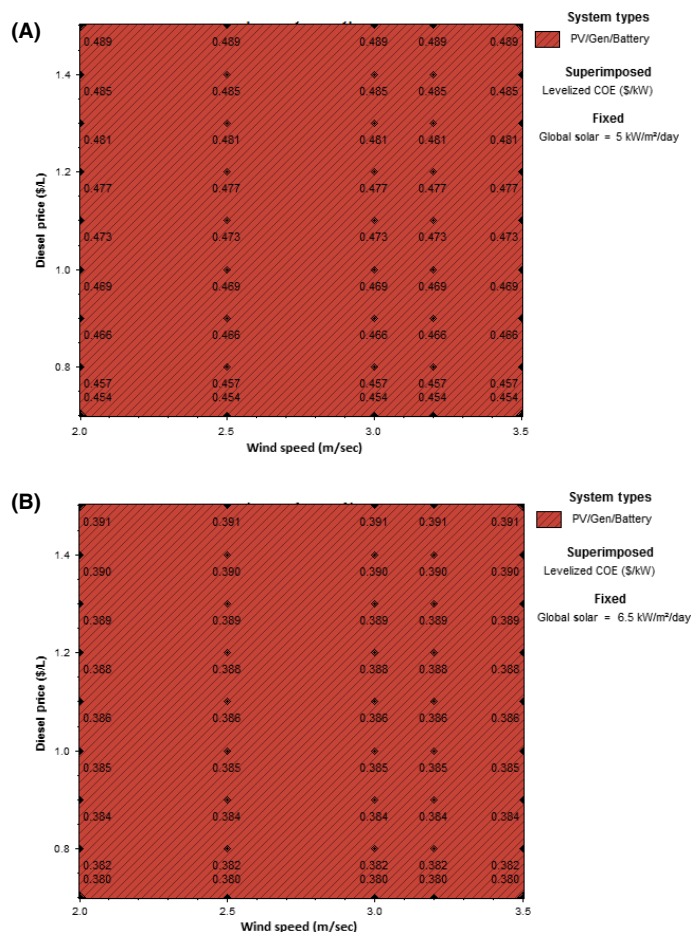 (A)
System types
PV/Gen/Battery
Superimposed
Levelized COE ($/kW)
Fixed
Global solar = 5 kW/m²/day
Diesel price ($/L)
1.4
1.2
1.0
0.8
0.489 0.489 0.489 0.489 0.489
0.485 0.485 0.485 0.485 0.485
0.481 0.481 0.481 0.481 0.481
0.477 0.477 0.477 0.477 0.477
0.473 0.473 0.473 0.473 0.473
0.469 0.469 0.469 0.469 0.469
0.466 0.466 0.466 0.466 0.466
0.457 0.457 0.457 0.457 0.457
0.454 0.454 0.454 0.454 0.454
2.0 2.5 3.0 3.5
Wind speed (m/sec)
(B)
System types
PV/Gen/Battery
Superimposed
Levelized COE ($/kW)
Fixed
Global solar = 6.5 kW/m²/day
Diesel price ($/L)
1.4
1.2
1.0
0.8
0.391 0.391 0.391 0.391 0.391
0.390 0.390 0.390 0.390 0.390
0.389 0.389 0.389 0.389 0.389
0.388 0.388 0.388 0.388 0.388
0.386 0.386 0.386 0.386 0.386
0.385 0.385 0.385 0.385 0.385
0.384 0.384 0.384 0.384 0.384
0.382 0.382 0.382 0.382 0.382
0.380 0.380 0.380 0.380 0.380
2.0 2.5 3.0 3.5
Wind speed (m/sec)